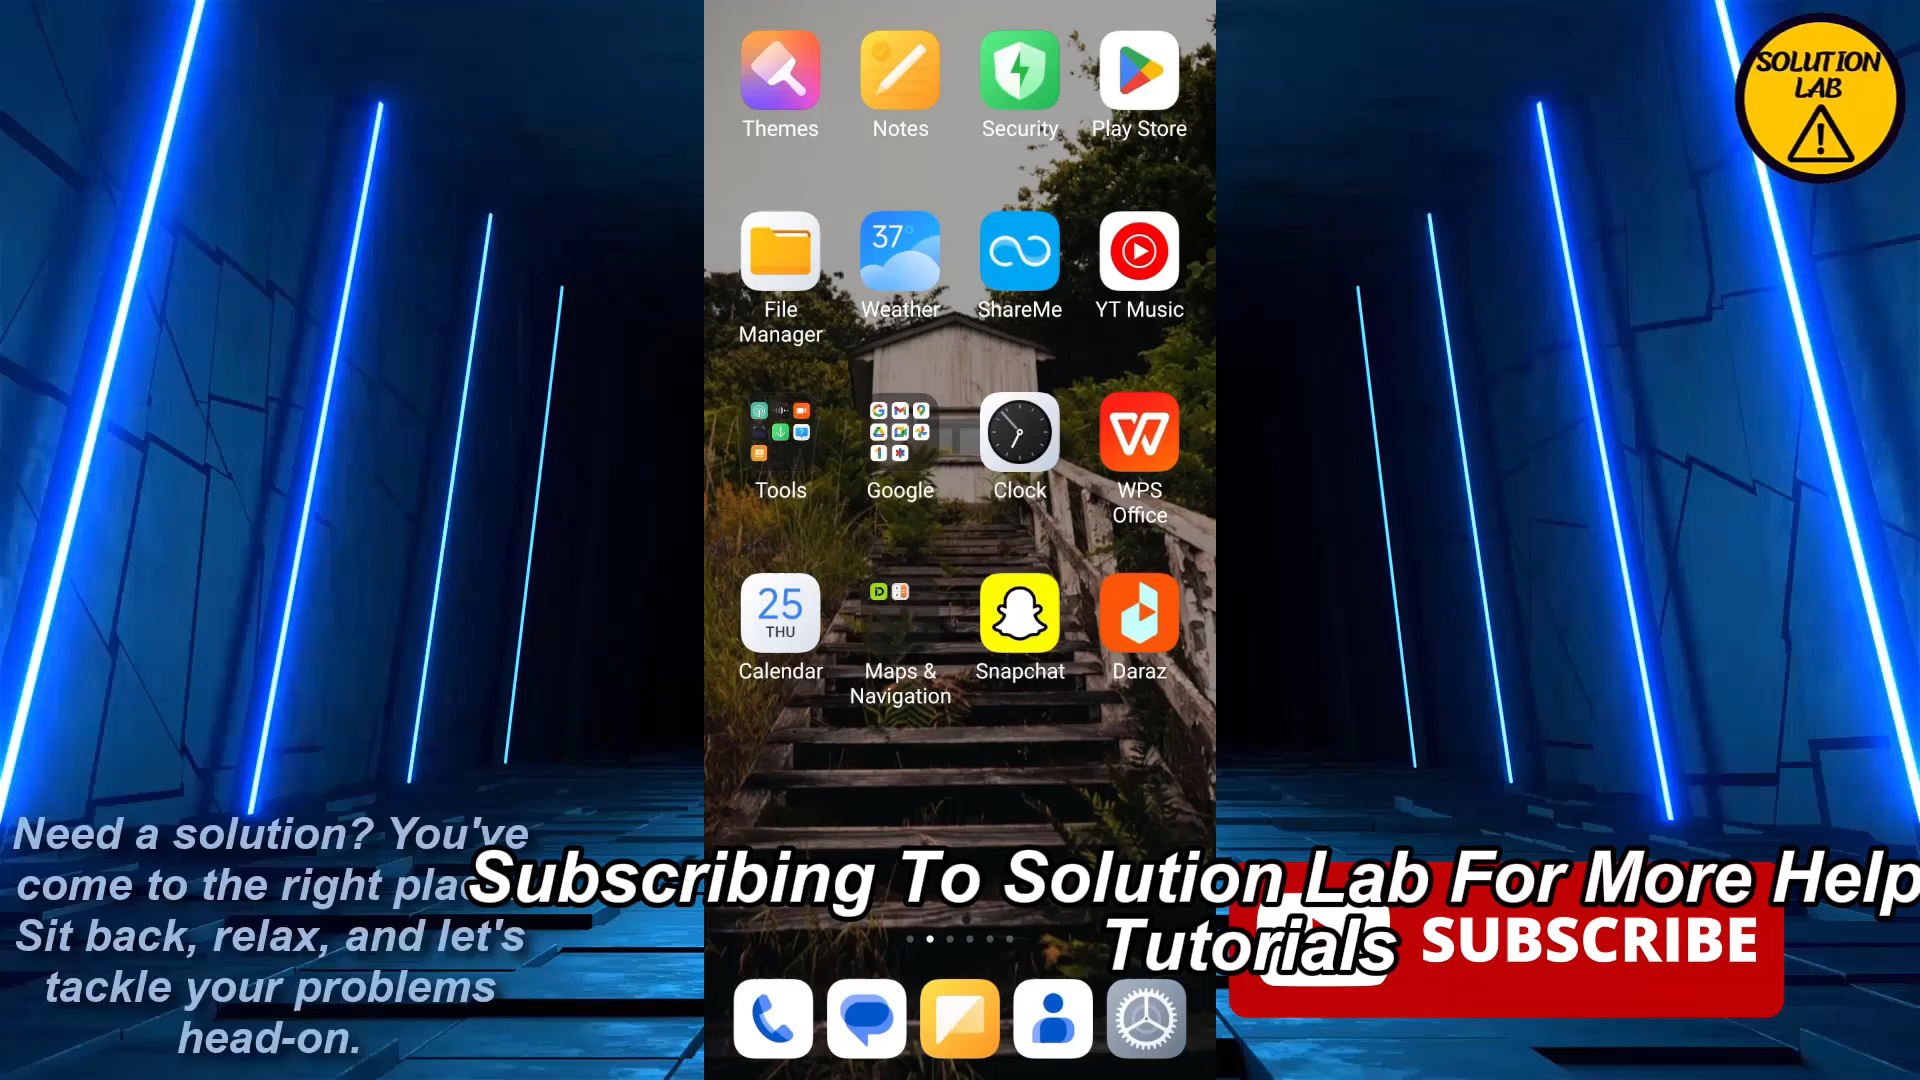 SOLUTION
LAB
Themes
Notes
Security
Play Store
37°
File
Manager
Weather
ShareMe
YT Music
Tools
Google
Clock
WPS
Office
25
THU
Calendar
Maps &
Navigation
Snapchat
Daraz
Need a solution? You've
come to the right plac
Sit back, relax, and let's
tackle your problems
head-on.
Subscribing To Solution Lab For More Help
Tutorials
SUBSCRIBE